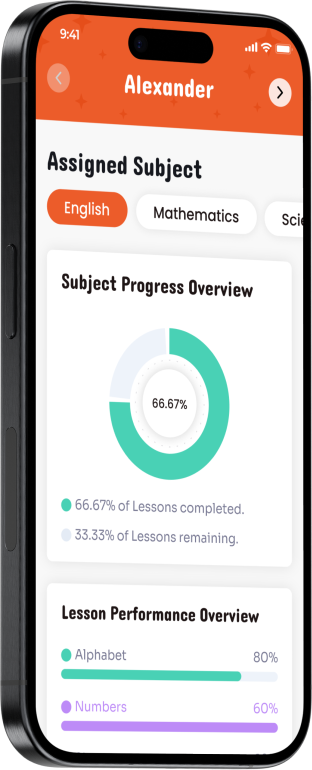 9:41
Alexander
Assigned Subject
English Mathematics
Subject Progress Overview
66.67%
66.67% of Lessons completed.
33.33% of Lessons remaining.
Lesson Performance Overview
Alphabet 80%
Numbers 60%